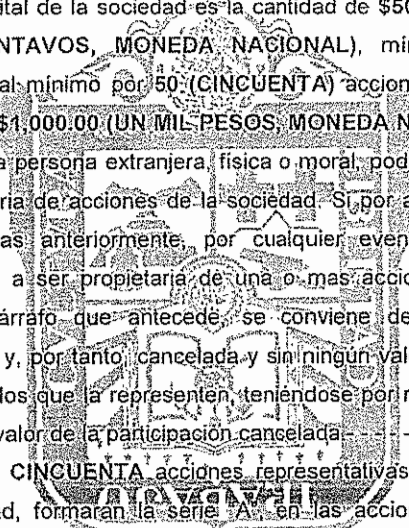 ital de la sociedad es la cantidad de $50
NTAVOS, MONEDA NACIONAL), mín
al mínimo por 50 (CINCUENTA) accion
$1,000.00 (UN MIL PESOS, MONEDA N
a persona extranjera, física o moral, pod
ria de acciones de la sociedad. Si por a
as anteriormente, por cualquier even
a ser propietaria de una o mas accio
árrafo que antecede, se conviene de
y, por tanto, cancelada y sin ningún val
los que la representen, teniéndose por r
valor de la participación cancelada.-----
CINCUENTA acciones representativas
d, formarán la serie "A" en las accio